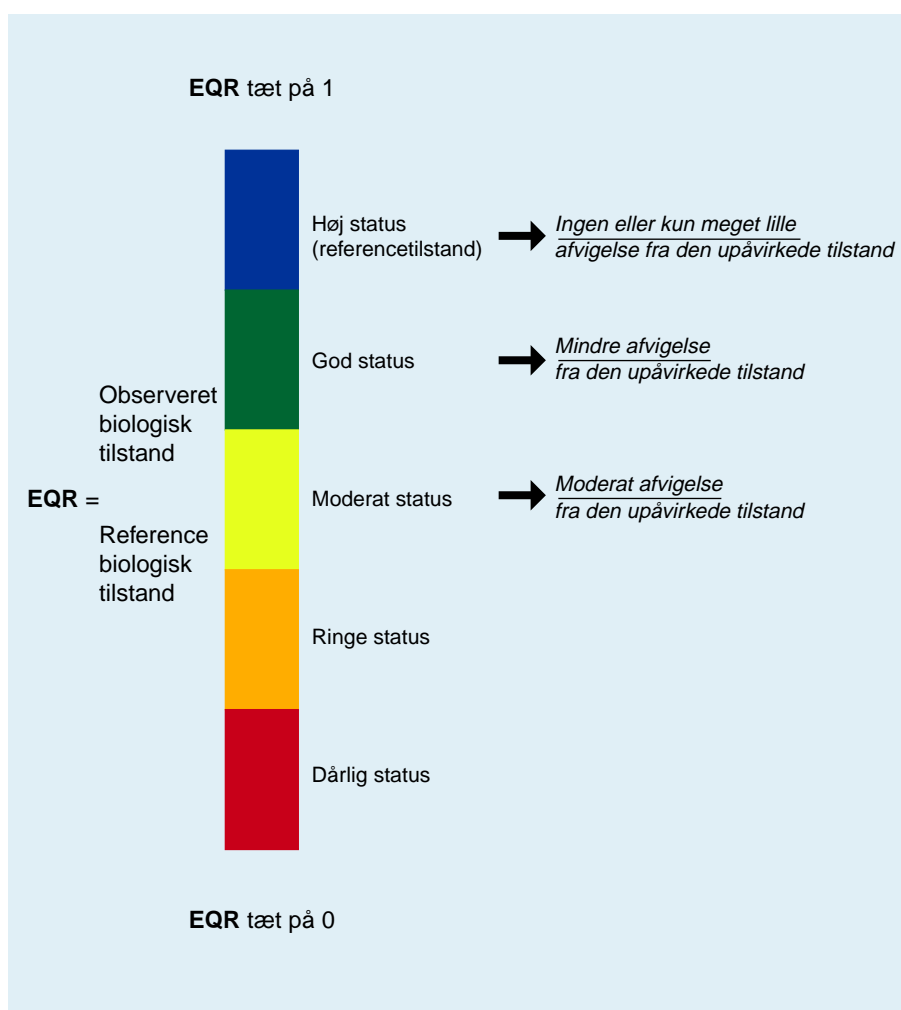 EQR tæt på 1
Høj status
(referencetilstand)
Ingen eller kun meget lille
afvigelse fra den upåvirkede tilstand
God status
Mindre afvigelse
fra den upåvirkede tilstand
Observeret
biologisk
tilstand
EQR =
Reference
biologisk
tilstand
Moderat status
Moderat afvigelse
fra den upåvirkede tilstand
Ringe status
Dårlig status
EQR tæt på 0